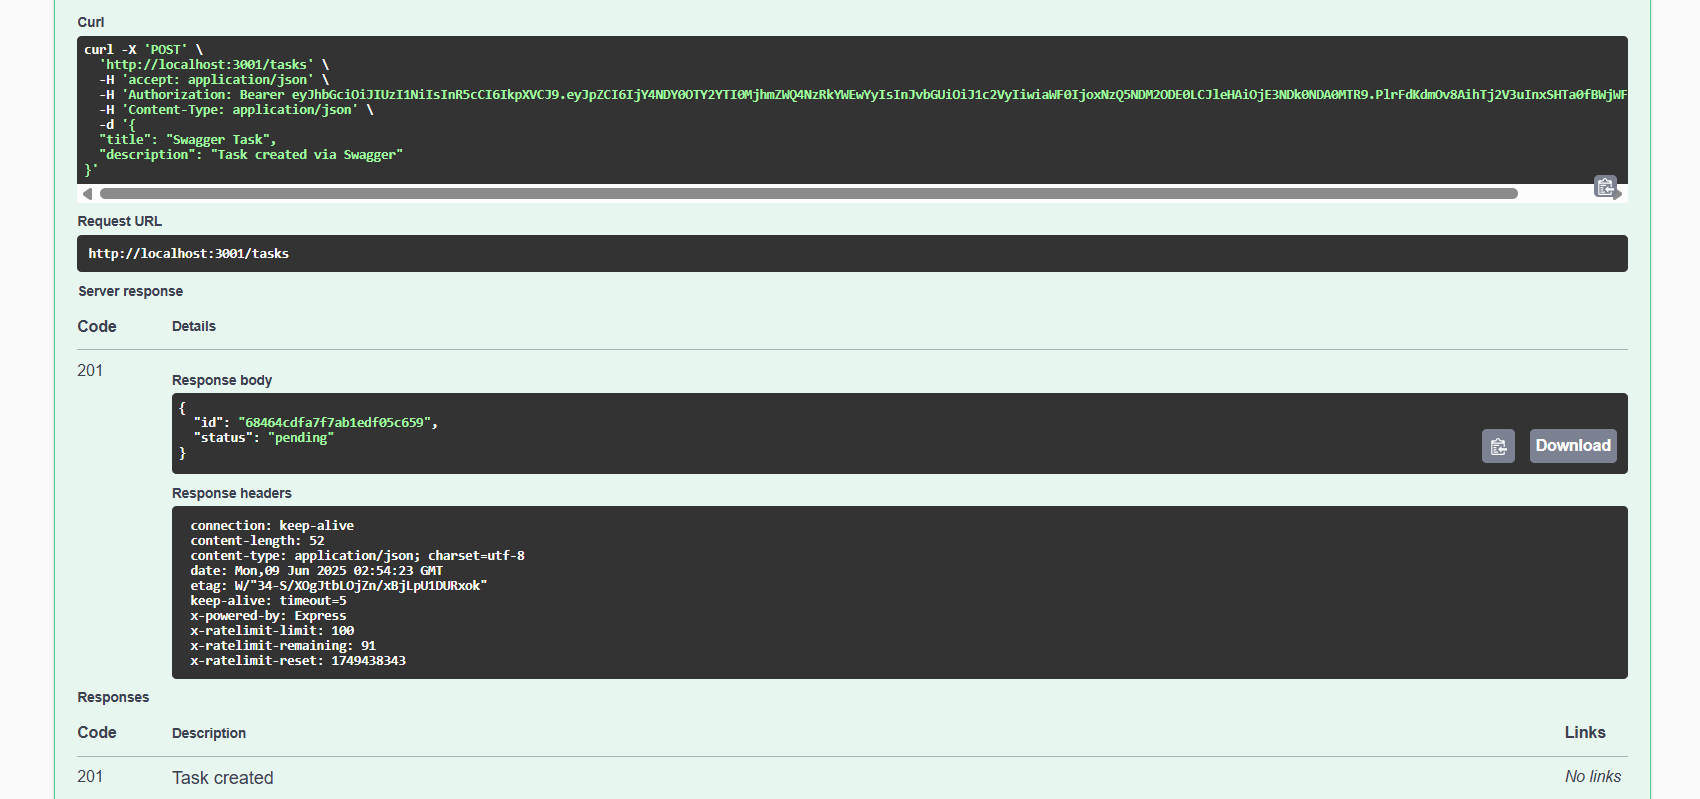 Curl
curl -X 'POST' \
'http://localhost:3001/tasks' \
-H 'accept: application/json' \
-H 'Authorization: Bearer eyJhbGciOiJIUzI1NiIsInR5cCI6IkpXVCJ9.eyJpZCI6IjY4NDY0OTY2YTI0MjhmZWQ4NzRkYWEwYyIsInJvbGUiOiJ1c2VyIiwiaWF0IjoxNzQ5NDM2ODE0LCJleHAiOjE3NDk0NDA0MTR9.PlrFdKdmOv8AihTj2V3uInxSHTa0fBWjWF
-H 'Content-Type: application/json' \
-d '{
"title": "Swagger Task",
"description": "Task created via Swagger"
}'
Request URL
http://localhost:3001/tasks
Server response
Code Details
201
Response body
{
"id": "68464cdfa7f7ab1edf05c659",
"status": "pending"
}
Download
Response headers
connection: keep-alive
content-length: 52
content-type: application/json; charset=utf-8
date: Mon,09 Jun 2025 02:54:23 GMT
etag: W/"34-S/XOgJtbLOjZn/xBjLpU1DURxok"
keep-alive: timeout=5
x-powered-by: Express
x-ratelimit-limit: 100
x-ratelimit-remaining: 91
x-ratelimit-reset: 1749438343
Responses
Code Description Links
201 Task created No links